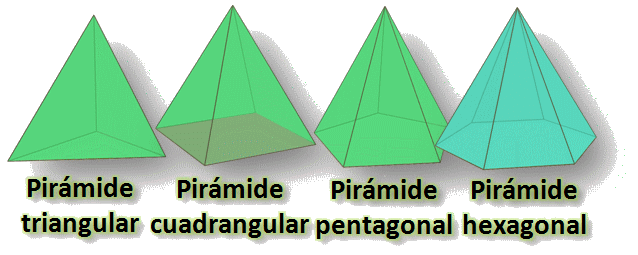 Pirámide triangular
Pirámide cuadrangular
Pirámide pentagonal
Pirámide hexagonal